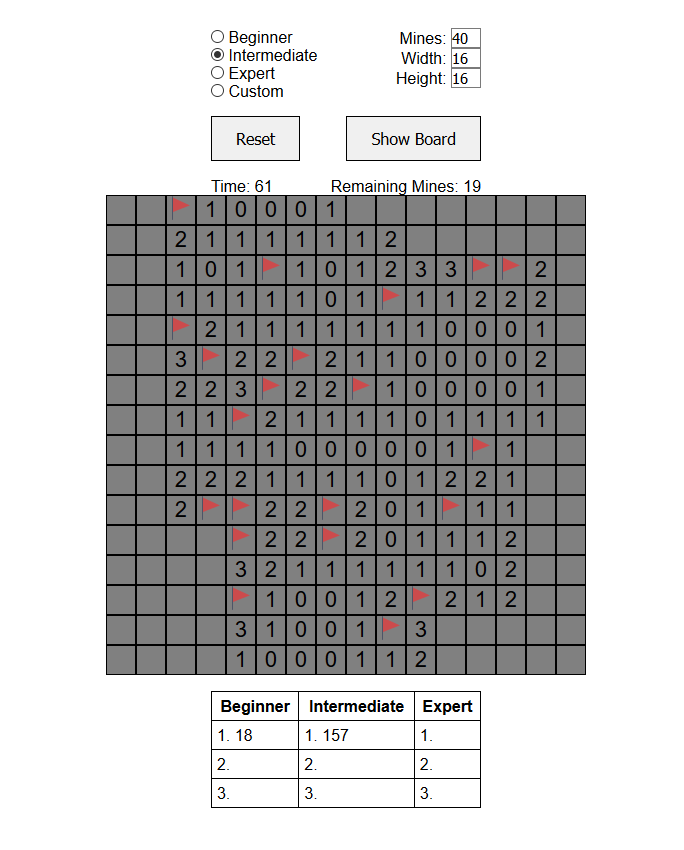 Beginner
Intermediate
Expert
Custom
Mines: 40
Width: 16
Height: 16
Reset Show Board
Time: 61 Remaining Mines: 19
1 0 0 0 1
2 1 1 1 1 1 1 2
1 0 1 1 0 1 2 3 3 2
1 1 1 1 1 0 1 1 1 2 2 2
2 1 1 1 1 1 1 1 0 0 0 1
3 2 2 2 1 1 0 0 0 0 2
2 2 3 2 2 1 0 0 0 0 1
1 1 2 1 1 1 1 0 1 1 1 1
1 1 1 1 0 0 0 0 0 1 1
2 2 2 1 1 1 1 0 1 2 2 1
2 2 2 2 0 1 1 1
2 2 2 0 1 1 1 2
3 2 1 1 1 1 1 1 0 2
1 0 0 1 2 2 1 2
3 1 0 0 1 3
1 0 0 0 1 1 2
Beginner Intermediate Expert
1. 18 1. 157 1.
2. 2. 2.
3. 3. 3.